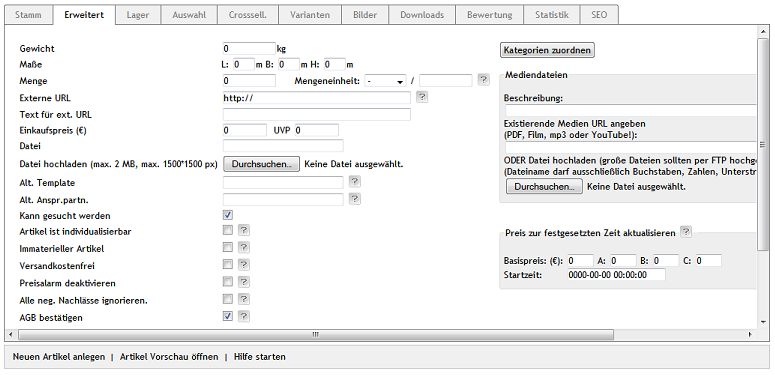 Stamm Erweitert Lager Auswahl Crosssell. Varianten Bilder Downloads Bewertung Statistik SEO
Gewicht 0 kg
Maße L: 0 m B: 0 m H: 0 m
Menge 0 Mengeneinheit: - / ?
Externe URL http:// ?
Text für ext. URL
Einkaufspreis (€) 0 UVP 0
Datei
Datei hochladen (max. 2 MB, max. 1500*1500 px) Durchsuchen... Keine Datei ausgewählt.
Alt. Template ?
Alt. Anspr.partn. ?
Kann gesucht werden
Artikel ist individualisierbar ?
Immaterieller Artikel ?
Versandkostenfrei ?
Preisalarm deaktivieren ?
Alle neg. Nachlässe ignorieren. ?
AGB bestätigen ?
Kategorien zuordnen
Mediendateien
Beschreibung:
Existierende Medien URL angeben
(PDF, Film, mp3 oder YouTube!):
ODER Datei hochladen (große Dateien sollten per FTP hochge
(Dateiname darf ausschließlich Buchstaben, Zahlen, Unterstr
Durchsuchen... Keine Datei ausgewählt.
Preis zur festgesetzten Zeit aktualisieren ?
Basispreis: (€): 0 A: 0 B: 0 C: 0
Startzeit: 0000-00-00 00:00:00
Neuen Artikel anlegen | Artikel Vorschau öffnen | Hilfe starten